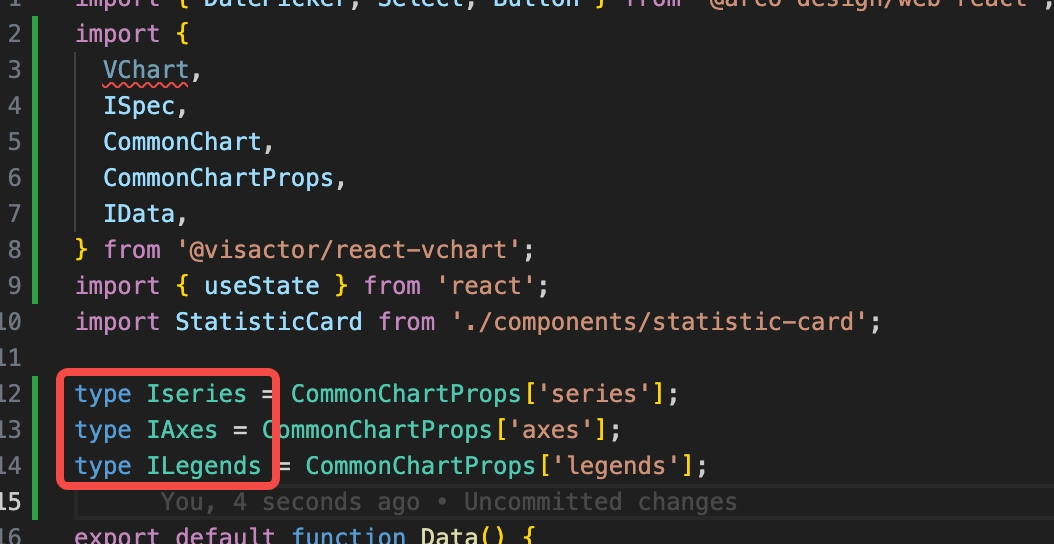 1 import { DatePicker, Select, Button } from '@arco-design/web-react';
2 import {
3 VChart,
4 ISpec,
5 CommonChart,
6 CommonChartProps,
7 IData,
8 } from '@visactor/react-vchart';
9 import { useState } from 'react';
10 import StatisticCard from './components/statistic-card';
11
12 type Iseries = CommonChartProps['series'];
13 type IAxes = CommonChartProps['axes'];
14 type ILegends = CommonChartProps['legends'];
15 You, 4 seconds ago • Uncommitted changes
16 export default function Data() {